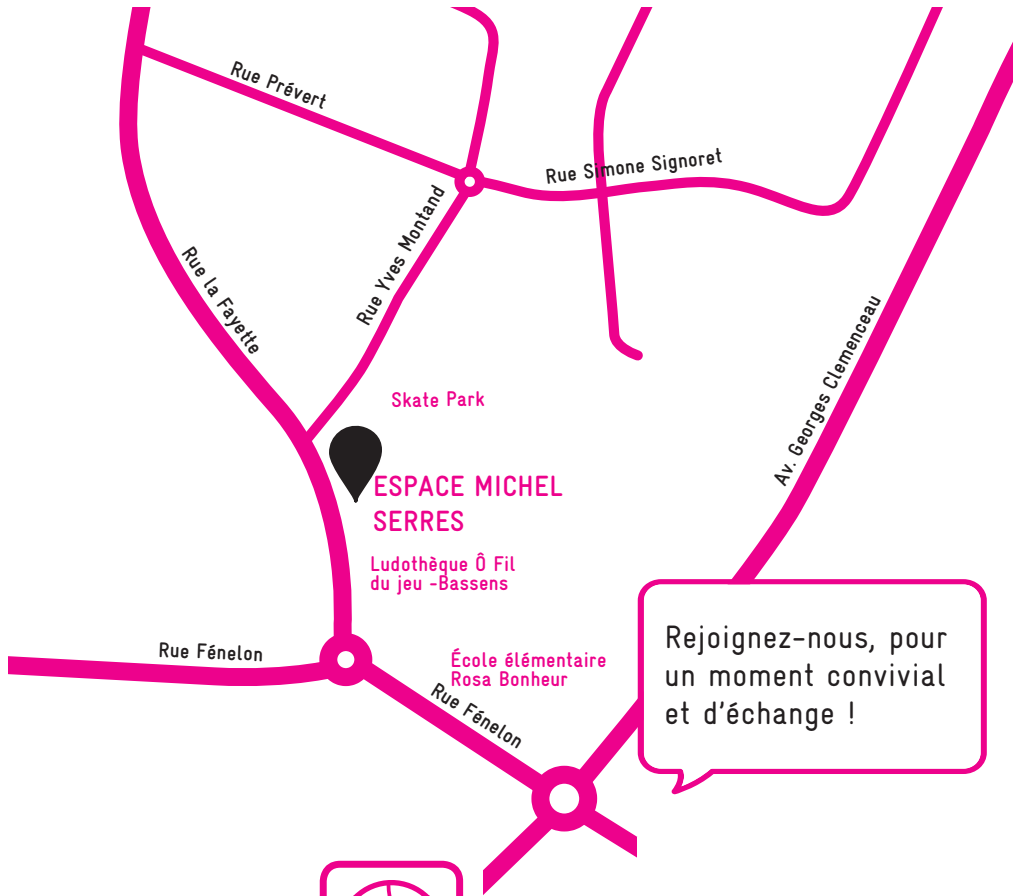 Rue Prévert
Rue Simone Signoret
Rue Yves Montand
Rue la Fayette
Av. Georges Clemenceau
Skate Park
ESPACE MICHEL
SERRES
Ludothèque Ô Fil
du jeu -Bassens
Rue Fénelon
École élémentaire
Rosa Bonheur
Rue Fénelon
Rejoignez-nous, pour
un moment convivial
et d'échange !